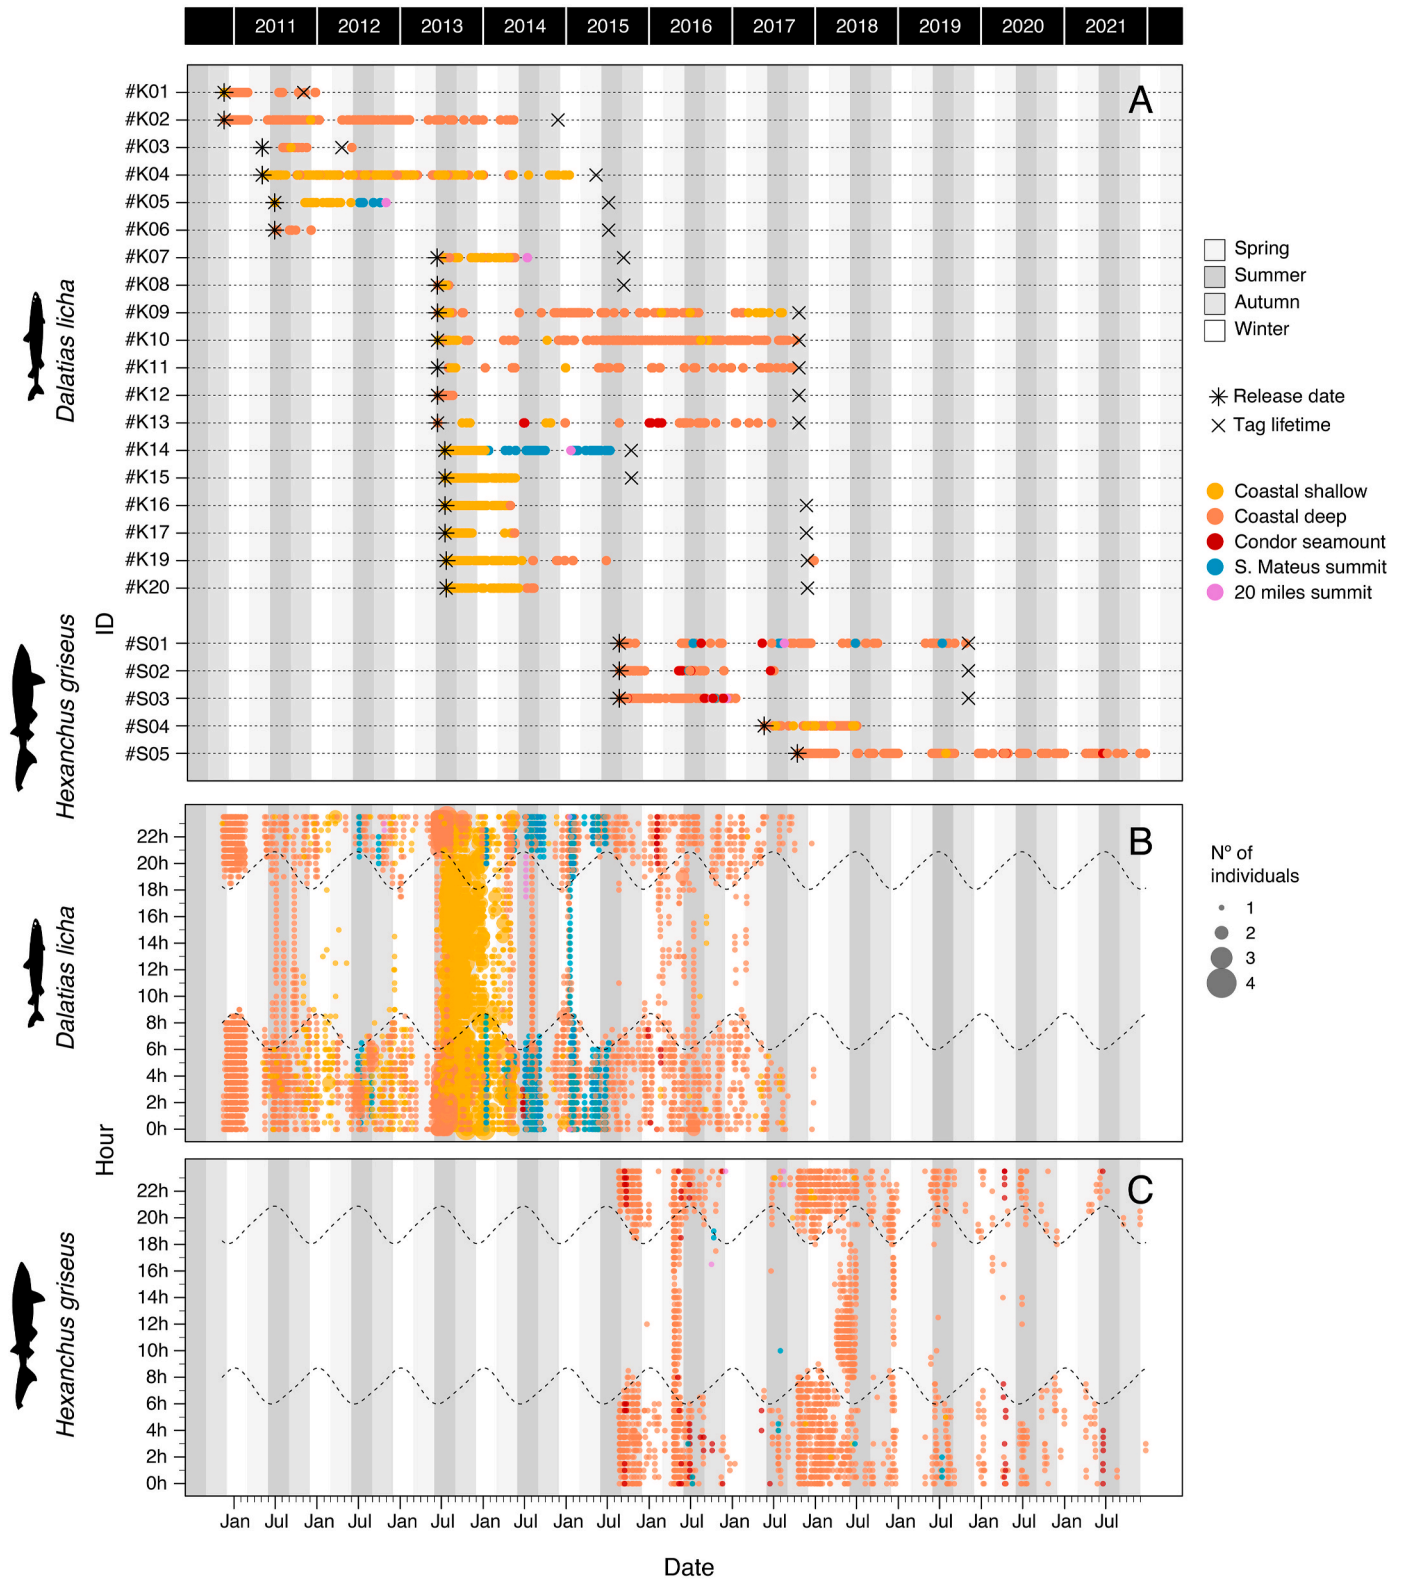 2011 2012 2013 2014 2015 2016 2017 2018 2019 2020 2021
A
#K01
#K02
#K03
#K04
#K05
#K06
#K07
#K08
#K09
#K10
#K11
#K12
#K13
#K14
#K15
#K16
#K17
#K19
#K20
#S01
#S02
#S03
#S04
#S05
ID
Dalatias licha
Hexanchus griseus
Spring
Summer
Autumn
Winter
Release date
Tag lifetime
Coastal shallow
Coastal deep
Condor seamount
S. Mateus summit
20 miles summit
B
22h
20h
18h
16h
14h
12h
10h
8h
6h
4h
2h
0h
Dalatias licha
Hour
Nº of
individuals
1
2
3
4
C
22h
20h
18h
16h
14h
12h
10h
8h
6h
4h
2h
0h
Hexanchus griseus
Jan Jul Jan Jul Jan Jul Jan Jul Jan Jul Jan Jul Jan Jul Jan Jul Jan Jul Jan Jul Jan Jul
Date